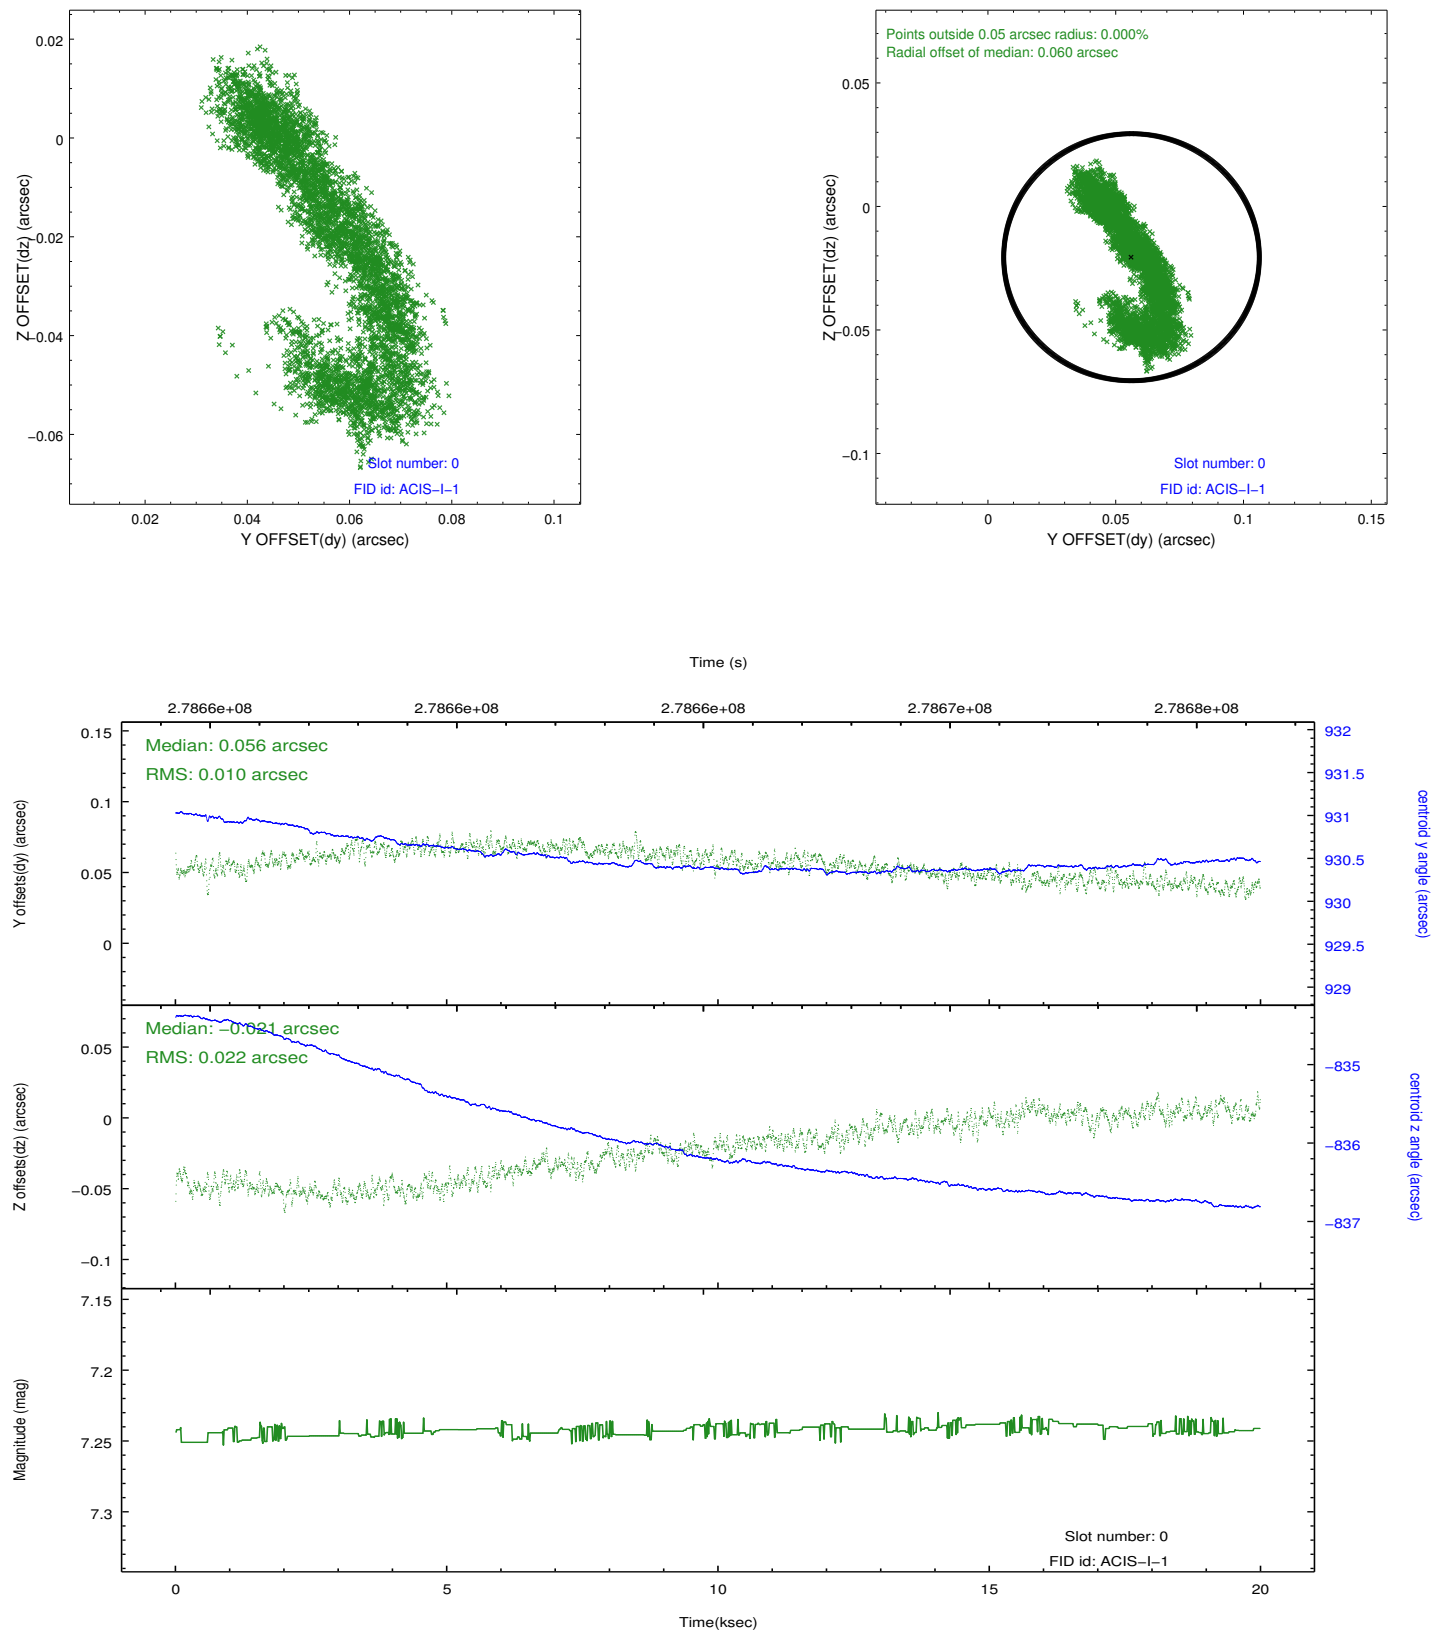 0.02
0
−0.02
−0.04
−0.06
Z OFFSET(dz) (arcsec)
Slot number: 0
FID id: ACIS−I−1
0.02 0.04 0.06 0.08 0.1
Y OFFSET(dy) (arcsec)
Points outside 0.05 arcsec radius: 0.000%
Radial offset of median: 0.060 arcsec
0.05
0
−0.05
−0.1
Z OFFSET(dz) (arcsec)
Slot number: 0
FID id: ACIS−I−1
0 0.05 0.1 0.15
Y OFFSET(dy) (arcsec)
Time (s)
2.7866e+08 2.7866e+08 2.7866e+08 2.7867e+08 2.7868e+08
Median: 0.056 arcsec
RMS: 0.010 arcsec
0.15
0.1
0.05
0
Y offsets(dy) (arcsec)
932
931.5
931
930.5
930
929.5
929
centroid y angle (arcsec)
Median: −0.021 arcsec
RMS: 0.022 arcsec
0.05
0
−0.05
−0.1
Z offsets(dz) (arcsec)
−835
−836
−837
centroid z angle (arcsec)
7.15
7.2
7.25
7.3
Magnitude (mag)
Slot number: 0
FID id: ACIS−I−1
0 5 10 15 20
Time(ksec)